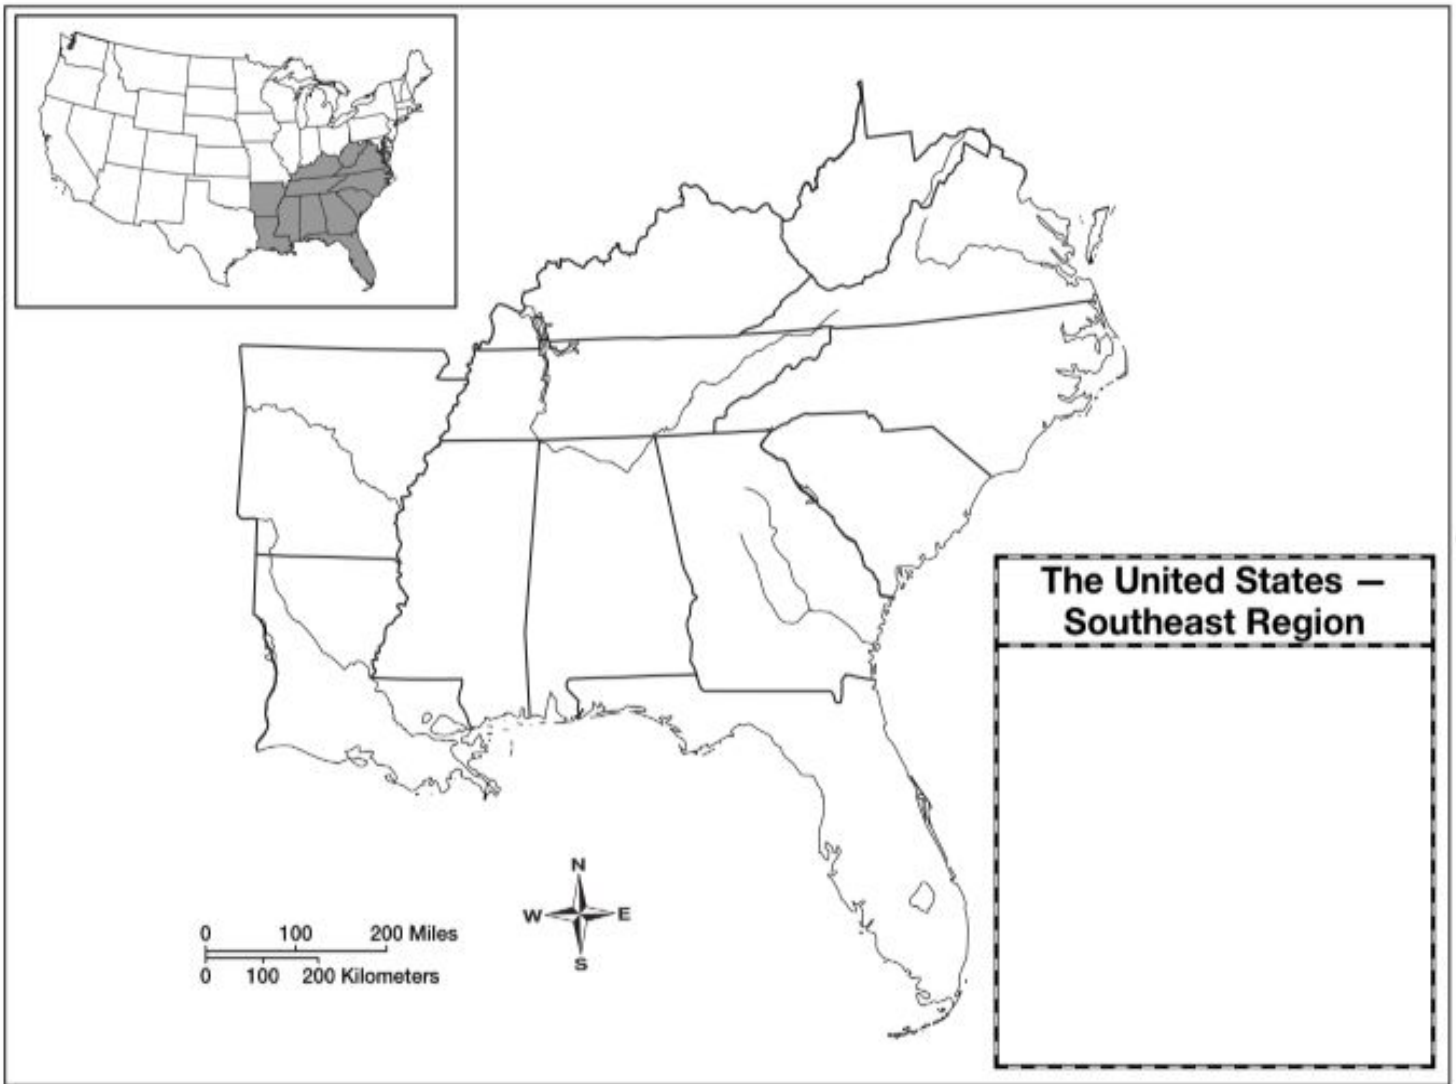 The United States —
Southeast Region
N
W E
S
0 100 200 Miles
0 100 200 Kilometers